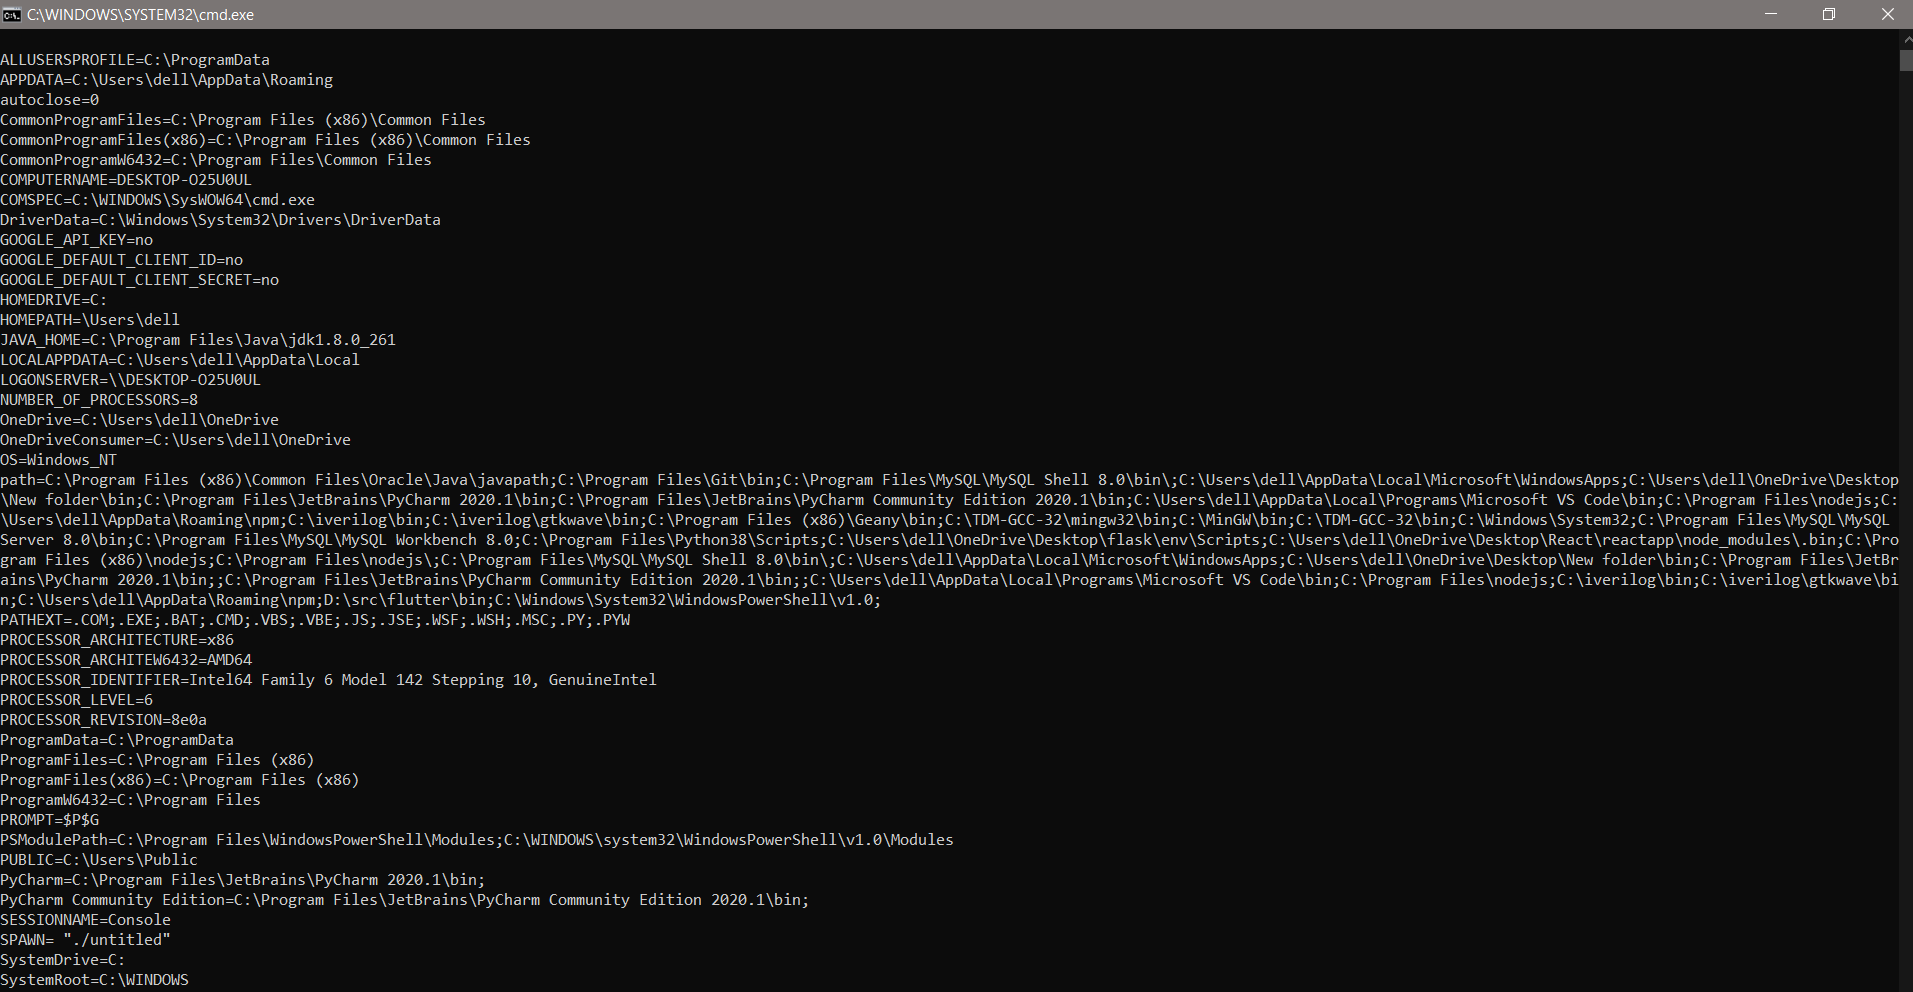 C:\WINDOWS\SYSTEM32\cmd.exe
ALLUSERSPROFILE=C:\ProgramData
APPDATA=C:\Users\dell\AppData\Roaming
autoclose=0
CommonProgramFiles=C:\Program Files (x86)\Common Files
CommonProgramFiles(x86)=C:\Program Files (x86)\Common Files
CommonProgramW6432=C:\Program Files\Common Files
COMPUTERNAME=DESKTOP-O25U0UL
COMSPEC=C:\WINDOWS\SysWOW64\cmd.exe
DriverData=C:\Windows\System32\Drivers\DriverData
GOOGLE_API_KEY=no
GOOGLE_DEFAULT_CLIENT_ID=no
GOOGLE_DEFAULT_CLIENT_SECRET=no
HOMEDRIVE=C:
HOMEPATH=\Users\dell
JAVA_HOME=C:\Program Files\Java\jdk1.8.0_261
LOCALAPPDATA=C:\Users\dell\AppData\Local
LOGONSERVER=\\DESKTOP-O25U0UL
NUMBER_OF_PROCESSORS=8
OneDrive=C:\Users\dell\OneDrive
OneDriveConsumer=C:\Users\dell\OneDrive
OS=Windows_NT
path=C:\Program Files (x86)\Common Files\Oracle\Java\javapath;C:\Program Files\Git\bin;C:\Program Files\MySQL\MySQL Shell 8.0\bin\;C:\Users\dell\AppData\Local\Microsoft\WindowsApps;C:\Users\dell\OneDrive\Desktop
\New folder\bin;C:\Program Files\JetBrains\PyCharm 2020.1\bin;C:\Program Files\JetBrains\PyCharm Community Edition 2020.1\bin;C:\Users\dell\AppData\Local\Programs\Microsoft VS Code\bin;C:\Program Files\nodejs;C:
\Users\dell\AppData\Roaming\npm;C:\iverilog\bin;C:\iverilog\gtkwave\bin;C:\Program Files (x86)\Geany\bin;C:\TDM-GCC-32\mingw32\bin;C:\MinGW\bin;C:\TDM-GCC-32\bin;C:\Windows\System32;C:\Program Files\MySQL\MySQL
Server 8.0\bin;C:\Program Files\MySQL\MySQL Workbench 8.0;C:\Program Files\Python38\Scripts;C:\Users\dell\OneDrive\Desktop\flask\env\Scripts;C:\Users\dell\OneDrive\Desktop\React\reactapp\node_modules\.bin;C:\Pro
gram Files (x86)\nodejs;C:\Program Files\nodejs\;C:\Program Files\MySQL\MySQL Shell 8.0\bin\;C:\Users\dell\AppData\Local\Microsoft\WindowsApps;C:\Users\dell\OneDrive\Desktop\New folder\bin;C:\Program Files\JetBr
ains\PyCharm 2020.1\bin;;C:\Program Files\JetBrains\PyCharm Community Edition 2020.1\bin;;C:\Users\dell\AppData\Local\Programs\Microsoft VS Code\bin;C:\Program Files\nodejs;C:\iverilog\bin;C:\iverilog\gtkwave\bi
n;C:\Users\dell\AppData\Roaming\npm;D:\src\flutter\bin;C:\Windows\System32\WindowsPowerShell\v1.0;
PATHEXT=.COM;.EXE;.BAT;.CMD;.VBS;.VBE;.JS;.JSE;.WSF;.WSH;.MSC;.PY;.PYW
PROCESSOR_ARCHITECTURE=x86
PROCESSOR_ARCHITEW6432=AMD64
PROCESSOR_IDENTIFIER=Intel64 Family 6 Model 142 Stepping 10, GenuineIntel
PROCESSOR_LEVEL=6
PROCESSOR_REVISION=8e0a
ProgramData=C:\ProgramData
ProgramFiles=C:\Program Files (x86)
ProgramFiles(x86)=C:\Program Files (x86)
ProgramW6432=C:\Program Files
PROMPT=$P$G
PSModulePath=C:\Program Files\WindowsPowerShell\Modules;C:\WINDOWS\system32\WindowsPowerShell\v1.0\Modules
PUBLIC=C:\Users\Public
PyCharm=C:\Program Files\JetBrains\PyCharm 2020.1\bin;
PyCharm Community Edition=C:\Program Files\JetBrains\PyCharm Community Edition 2020.1\bin;
SESSIONNAME=Console
SPAWN= "./untitled"
SystemDrive=C:
SystemRoot=C:\WINDOWS